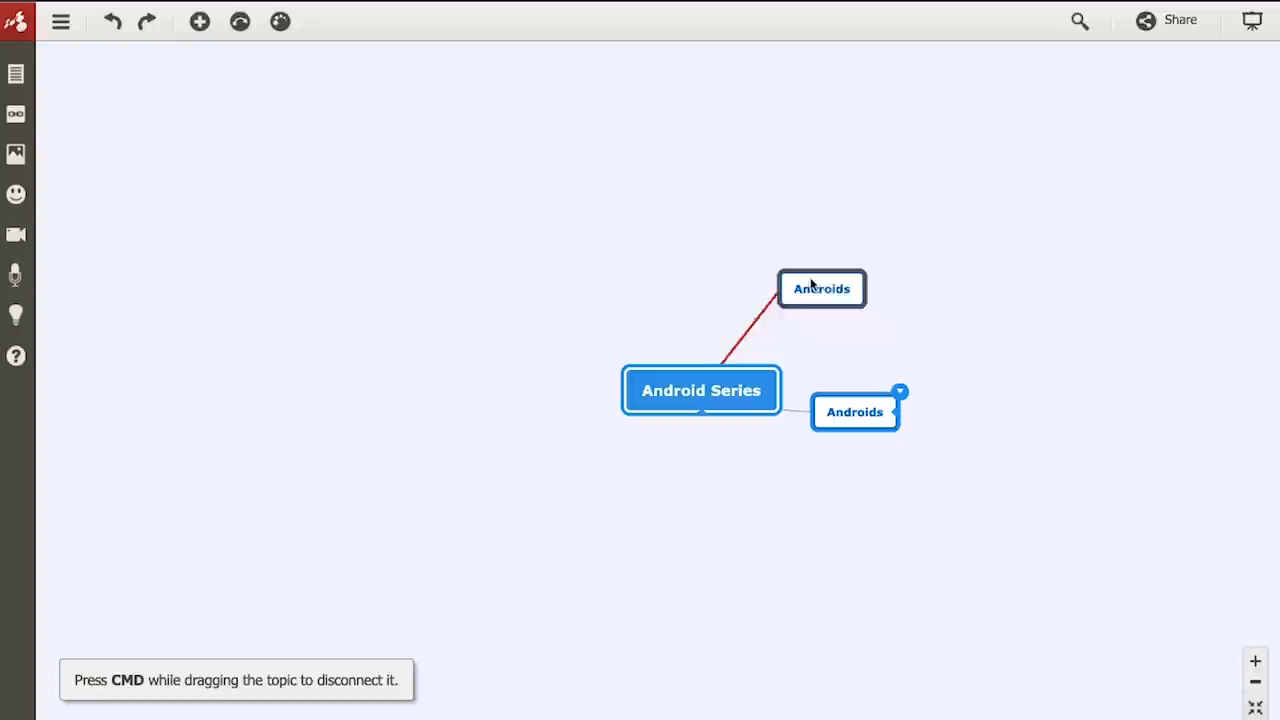 Share
Androids
Android Series
Androids
Press CMD while dragging the topic to disconnect it.